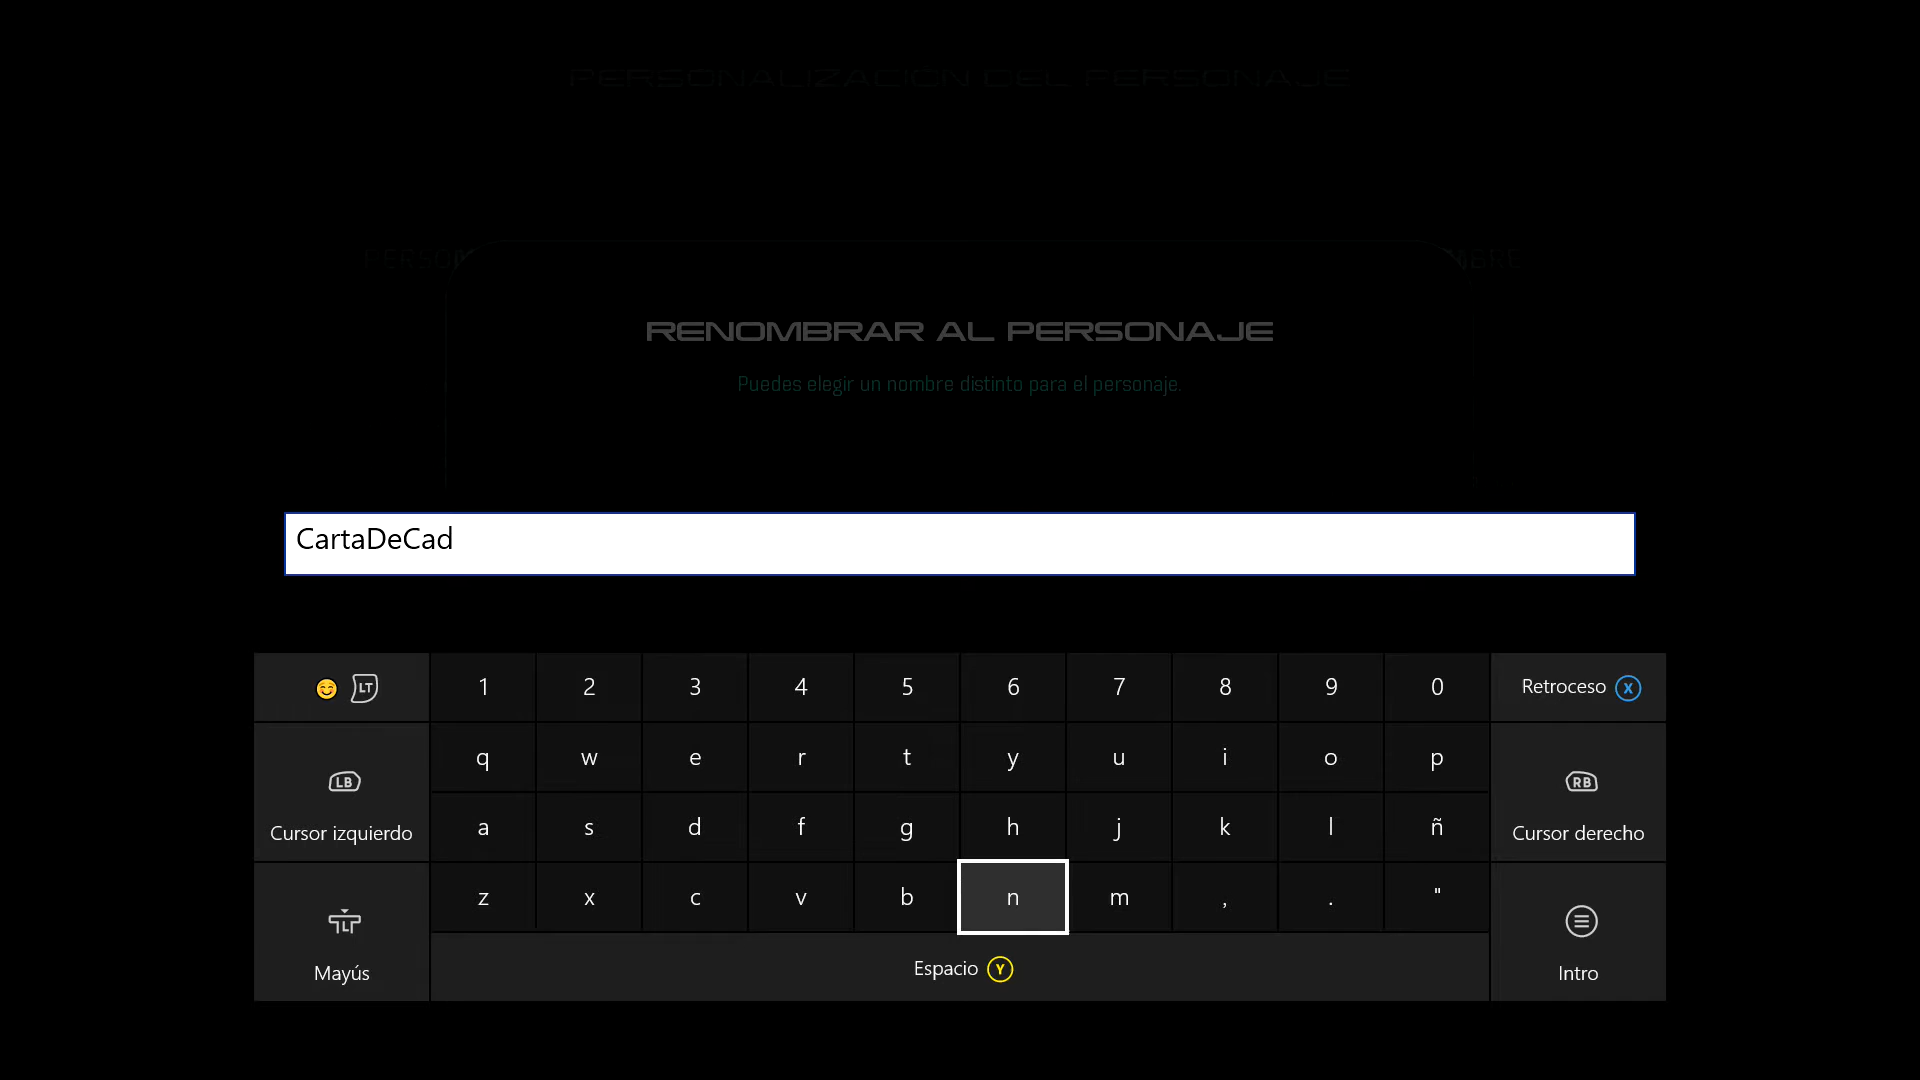 PERSONALIZACIÓN DEL PERSONAJE
RENOMBRAR AL PERSONAJE
Puedes elegir un nombre distinto para el personaje.
CartaDeCad
LT 1 2 3 4 5 6 7 8 9 0 Retroceso X
q w e r t y u i o p
LB Cursor izquierdo
RB Cursor derecho
a s d f g h j k l ñ
z x c v b n m , . "
Mayús
Intro
Espacio Y